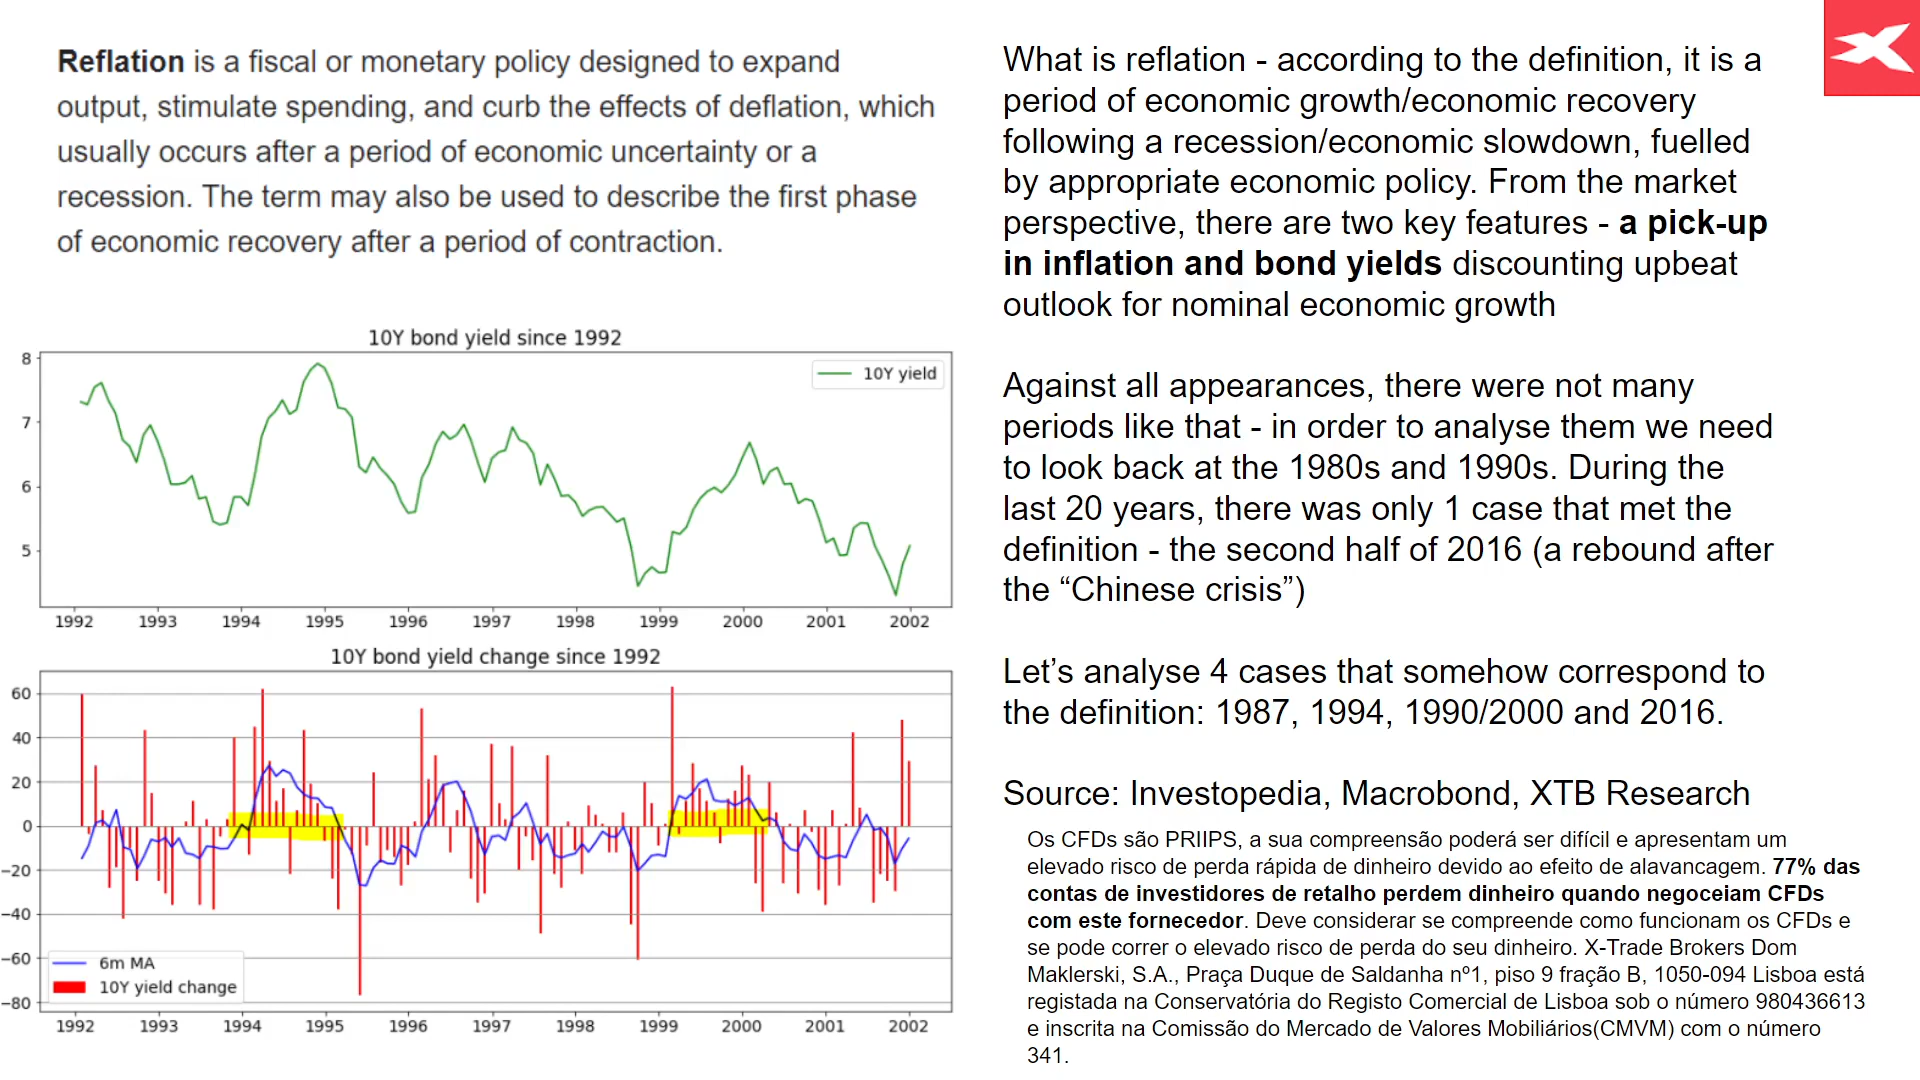 Reflation is a fiscal or monetary policy designed to expand
output, stimulate spending, and curb the effects of deflation, which
usually occurs after a period of economic uncertainty or a
recession. The term may also be used to describe the first phase
of economic recovery after a period of contraction.
10Y bond yield since 1992
10Y yield
8
7
6
5
1992 1993 1994 1995 1996 1997 1998 1999 2000 2001 2002
10Y bond yield change since 1992
60
40
20
0
−20
−40
−60
−80
6m MA
10Y yield change
1992 1993 1994 1995 1996 1997 1998 1999 2000 2001 2002
What is reflation - according to the definition, it is a
period of economic growth/economic recovery
following a recession/economic slowdown, fuelled
by appropriate economic policy. From the market
perspective, there are two key features - a pick-up
in inflation and bond yields discounting upbeat
outlook for nominal economic growth
Against all appearances, there were not many
periods like that - in order to analyse them we need
to look back at the 1980s and 1990s. During the
last 20 years, there was only 1 case that met the
definition - the second half of 2016 (a rebound after
the “Chinese crisis”)
Let’s analyse 4 cases that somehow correspond to
the definition: 1987, 1994, 1990/2000 and 2016.
Source: Investopedia, Macrobond, XTB Research
Os CFDs são PRIIPS, a sua compreensão poderá ser difícil e apresentam um
elevado risco de perda rápida de dinheiro devido ao efeito de alavancagem. 77% das
contas de investidores de retalho perdem dinheiro quando negoceiam CFDs
com este fornecedor. Deve considerar se compreende como funcionam os CFDs e
se pode correr o elevado risco de perda do seu dinheiro. X-Trade Brokers Dom
Maklerski, S.A., Praça Duque de Saldanha nº1, piso 9 fração B, 1050-094 Lisboa está
registada na Conservatória do Registo Comercial de Lisboa sob o número 980436613
e inscrita na Comissão do Mercado de Valores Mobiliários(CMVM) com o número
341.